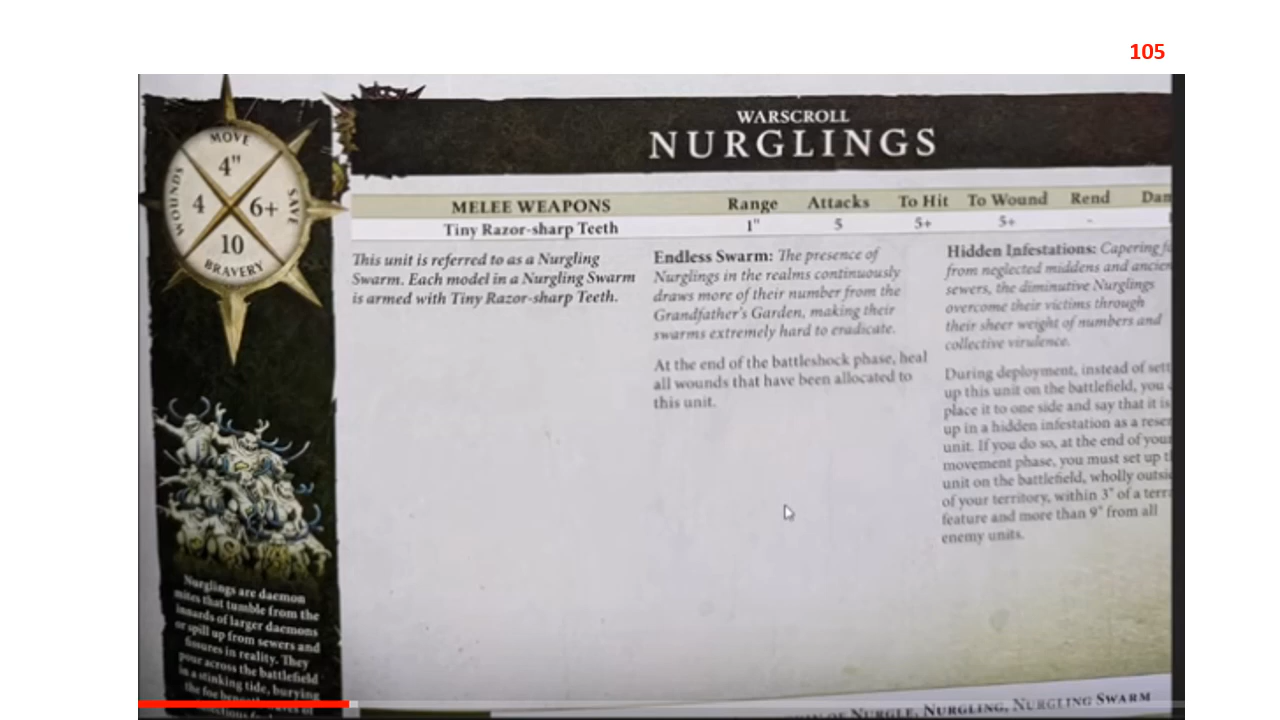 105
WARSCROLL
NURGLINGS
MOVE
4"
WOUNDS
4
6+
SAVE
10
BRAVERY
MELEE WEAPONS Range Attacks To Hit To Wound Rend
Tiny Razor-sharp Teeth 1" 5 5+ 5+ -
This unit is referred to as a Nurgling
Swarm. Each model in a Nurgling Swarm
is armed with Tiny Razor-sharp Teeth.
Endless Swarm: The presence of
Nurglings in the realms continuously
draws more of their number from the
Grandfather's Garden, making their
swarms extremely hard to eradicate.
At the end of the battleshock phase, heal
all wounds that have been allocated to
this unit.
Hidden Infestations: Capering
from neglected middens and
sewers, the diminutive Nurglings
overcome their victims through
their sheer weight of numbers and
collective virulence.
During deployment, instead of
up this unit on the battlefield, you
place it to one side and say that it is
up in a hidden infestation as a
unit. If you do so, at the end of
movement phase, you must set up
unit on the battlefield, wholly
of your territory, within 3" of a
feature and more than 9" from all
enemy units.
Nurglings are daemon
mites that tumble from the
innards of larger daemons
or spill up from sewers and
fissures in reality. They
pour across the battlefield
in a stinking tide, burying
the foe
OF NURGLE, NURGLING, NURGLING SWARM